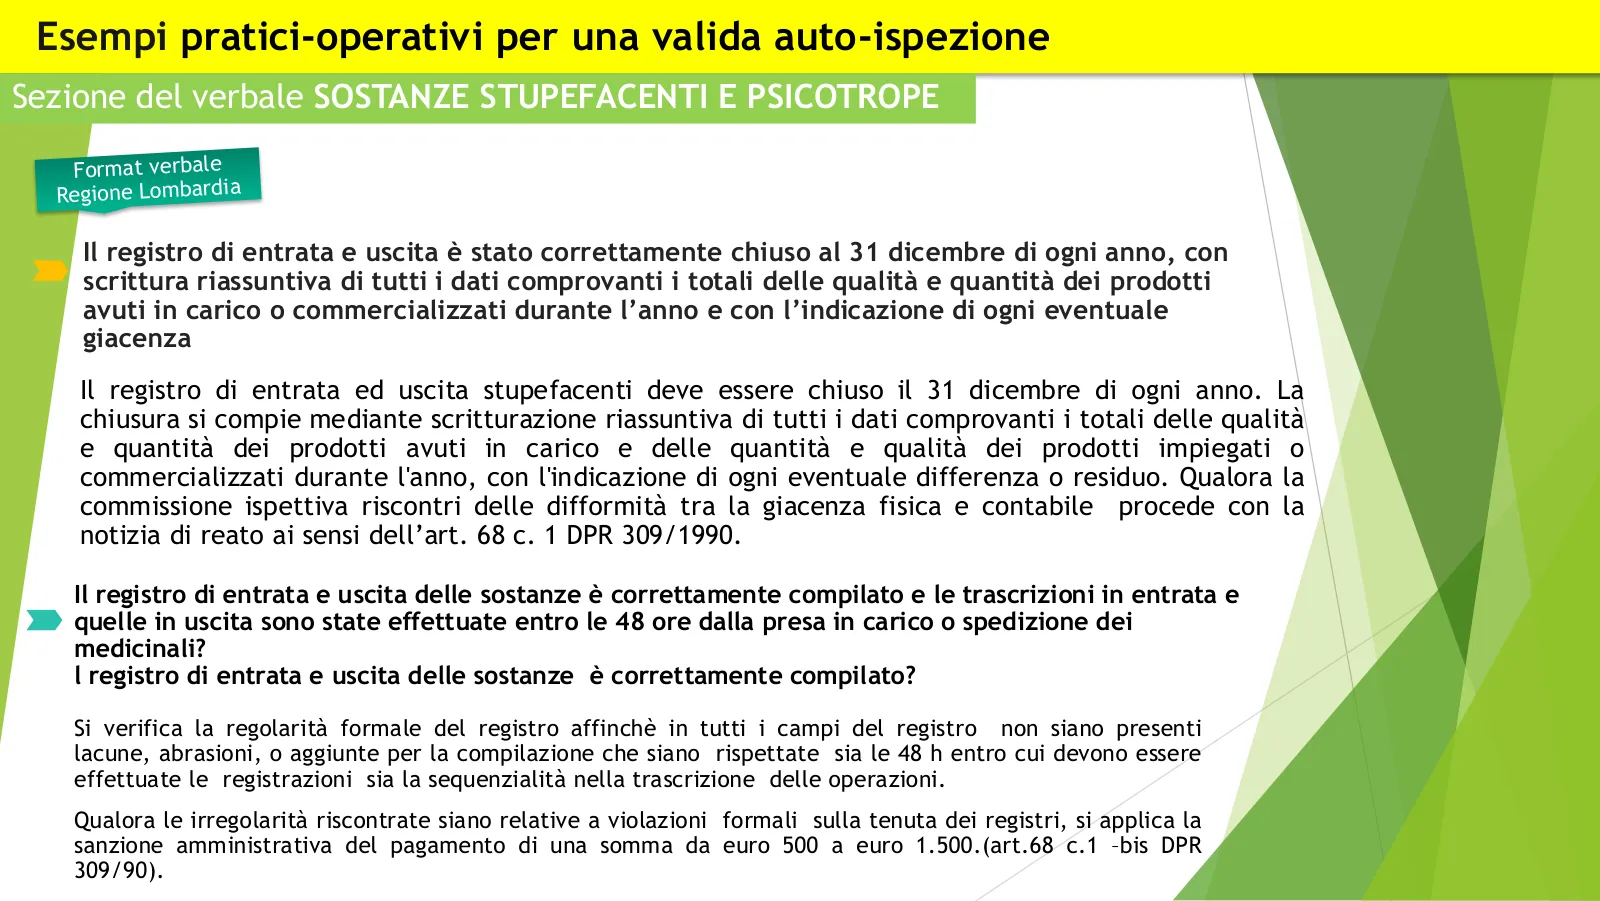 Esempi pratici-operativi per una valida auto-ispezione
Sezione del verbale SOSTANZE STUPEFACENTI E PSICOTROPE
Format verbale
Regione Lombardia
Il registro di entrata e uscita è stato correttamente chiuso al 31 dicembre di ogni anno, con
scrittura riassuntiva di tutti i dati comprovanti i totali delle qualità e quantità dei prodotti
avuti in carico o commercializzati durante l’anno e con l’indicazione di ogni eventuale
giacenza
Il registro di entrata ed uscita stupefacenti deve essere chiuso il 31 dicembre di ogni anno. La
chiusura si compie mediante scritturazione riassuntiva di tutti i dati comprovanti i totali delle qualità
e quantità dei prodotti avuti in carico e delle quantità e qualità dei prodotti impiegati o
commercializzati durante l'anno, con l'indicazione di ogni eventuale differenza o residuo. Qualora la
commissione ispettiva riscontri delle difformità tra la giacenza fisica e contabile procede con la
notizia di reato ai sensi dell’art. 68 c. 1 DPR 309/1990.
Il registro di entrata e uscita delle sostanze è correttamente compilato e le trascrizioni in entrata e
quelle in uscita sono state effettuate entro le 48 ore dalla presa in carico o spedizione dei
medicinali?
l registro di entrata e uscita delle sostanze è correttamente compilato?
Si verifica la regolarità formale del registro affinchè in tutti i campi del registro non siano presenti
lacune, abrasioni, o aggiunte per la compilazione che siano rispettate sia le 48 h entro cui devono essere
effettuate le registrazioni sia la sequenzialità nella trascrizione delle operazioni.
Qualora le irregolarità riscontrate siano relative a violazioni formali sulla tenuta dei registri, si applica la
sanzione amministrativa del pagamento di una somma da euro 500 a euro 1.500.(art.68 c.1 –bis DPR
309/90).